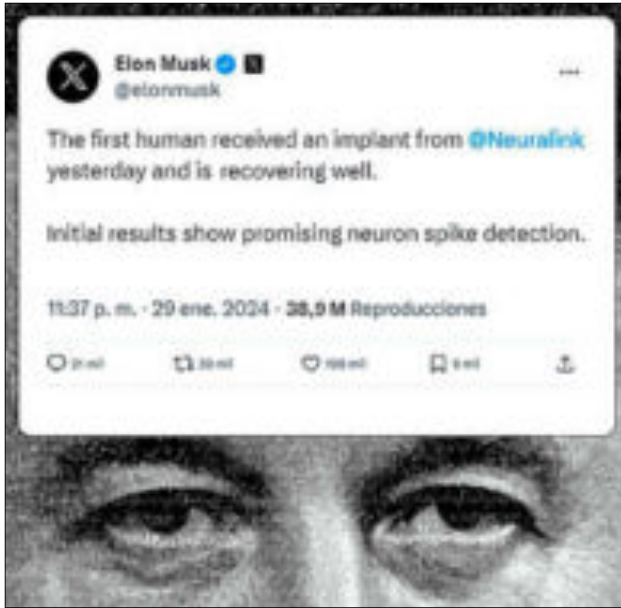 Elon Musk
@elonmusk
The first human received an implant from @Neuralink
yesterday and is recovering well.
Initial results show promising neuron spike detection.
11:37 p. m. · 29 ene. 2024 · 38,9 M Reproducciones